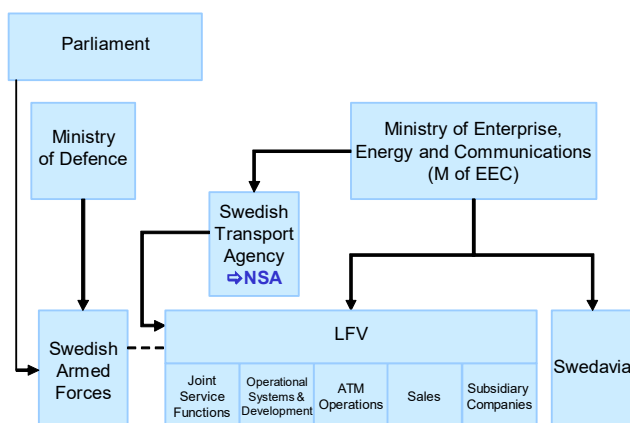 Parliament
Ministry
of Defence
Ministry of Enterprise,
Energy and Communications
(M of EEC)
Swedish
Transport
Agency
⇨NSA
Swedish
Armed
Forces
LFV
Joint
Service
Functions
Operational
Systems &
Development
ATM
Operations
Sales
Subsidiary
Companies
Swedavia